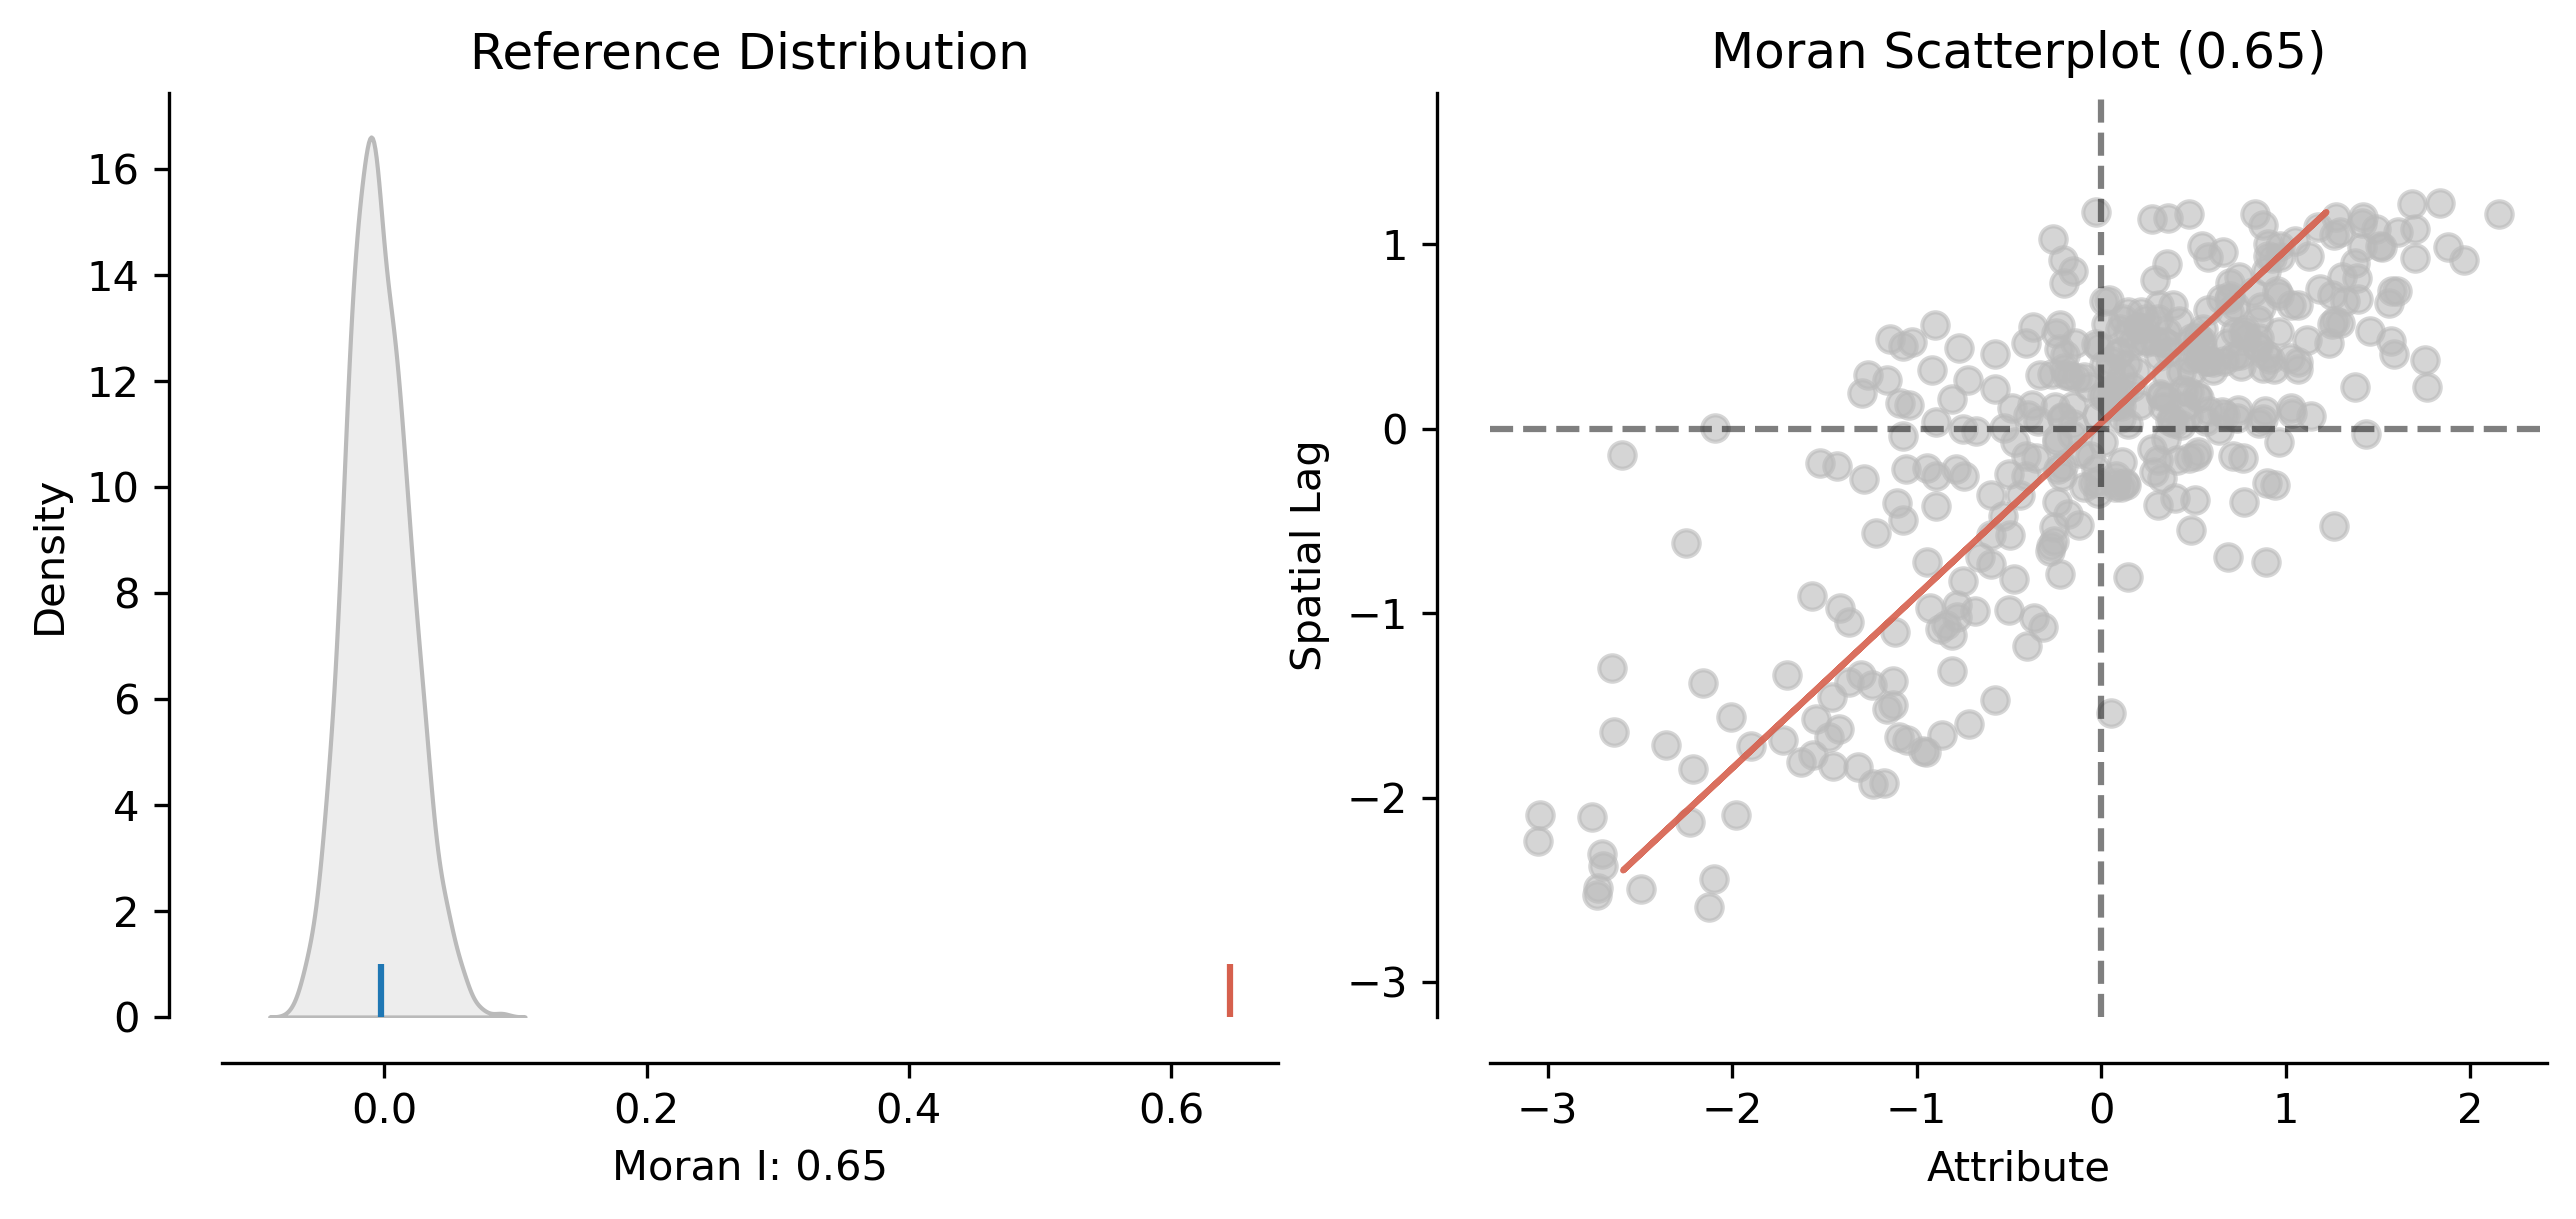 Reference Distribution
Density
16
14
12
10
8
6
4
2
0
0.0 0.2 0.4 0.6
Moran I: 0.65
Moran Scatterplot (0.65)
Spatial Lag
1
0
−1
−2
−3
−3 −2 −1 0 1 2
Attribute